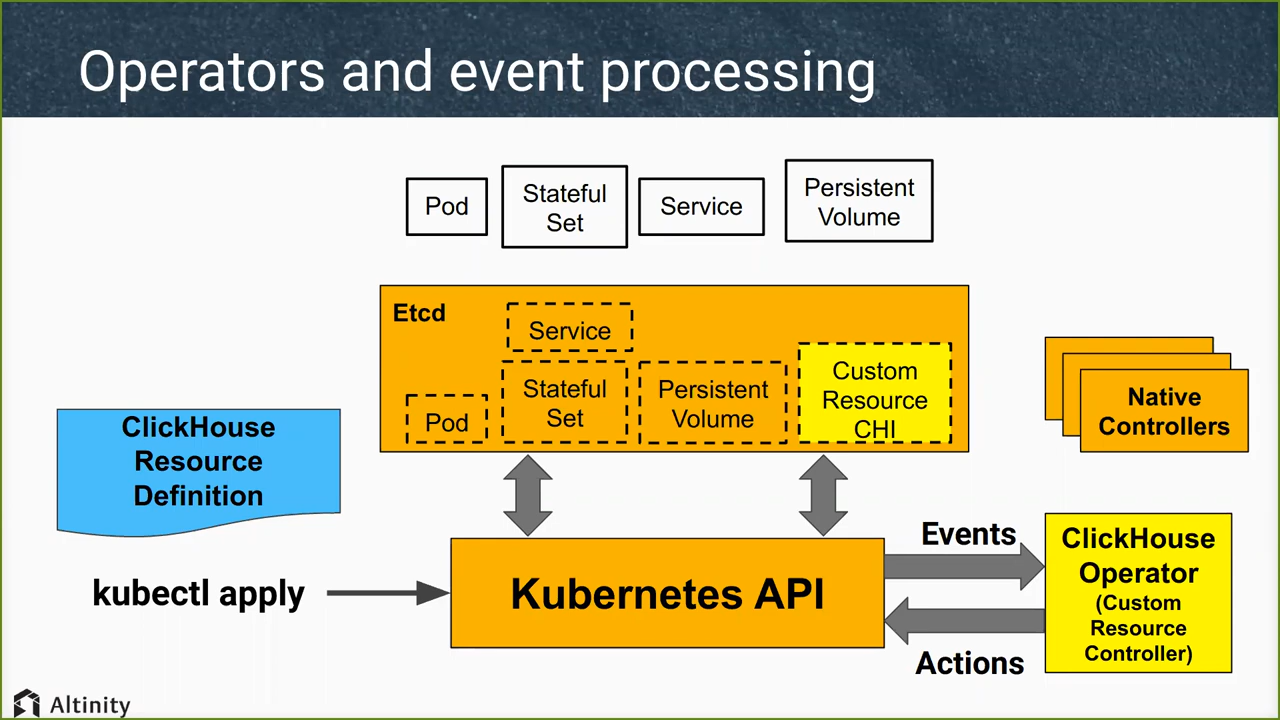 Operators and event processing
Pod
Stateful
Set
Service
Persistent
Volume
Etcd
Service
Pod
Stateful
Set
Persistent
Volume
Custom
Resource
CHI
Native
Controllers
ClickHouse
Resource
Definition
kubectl apply
Kubernetes API
Events
Actions
ClickHouse
Operator
(Custom
Resource
Controller)
Altinity